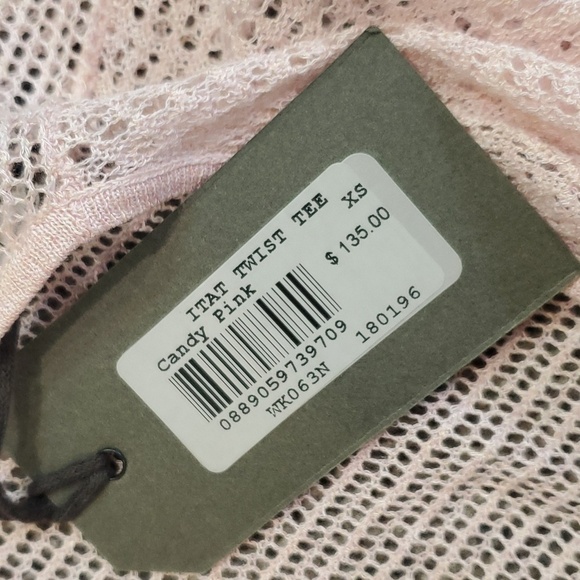 ITAT TWIST TEE XS
Candy Pink $135.00
0889059739709
WK063N 180196